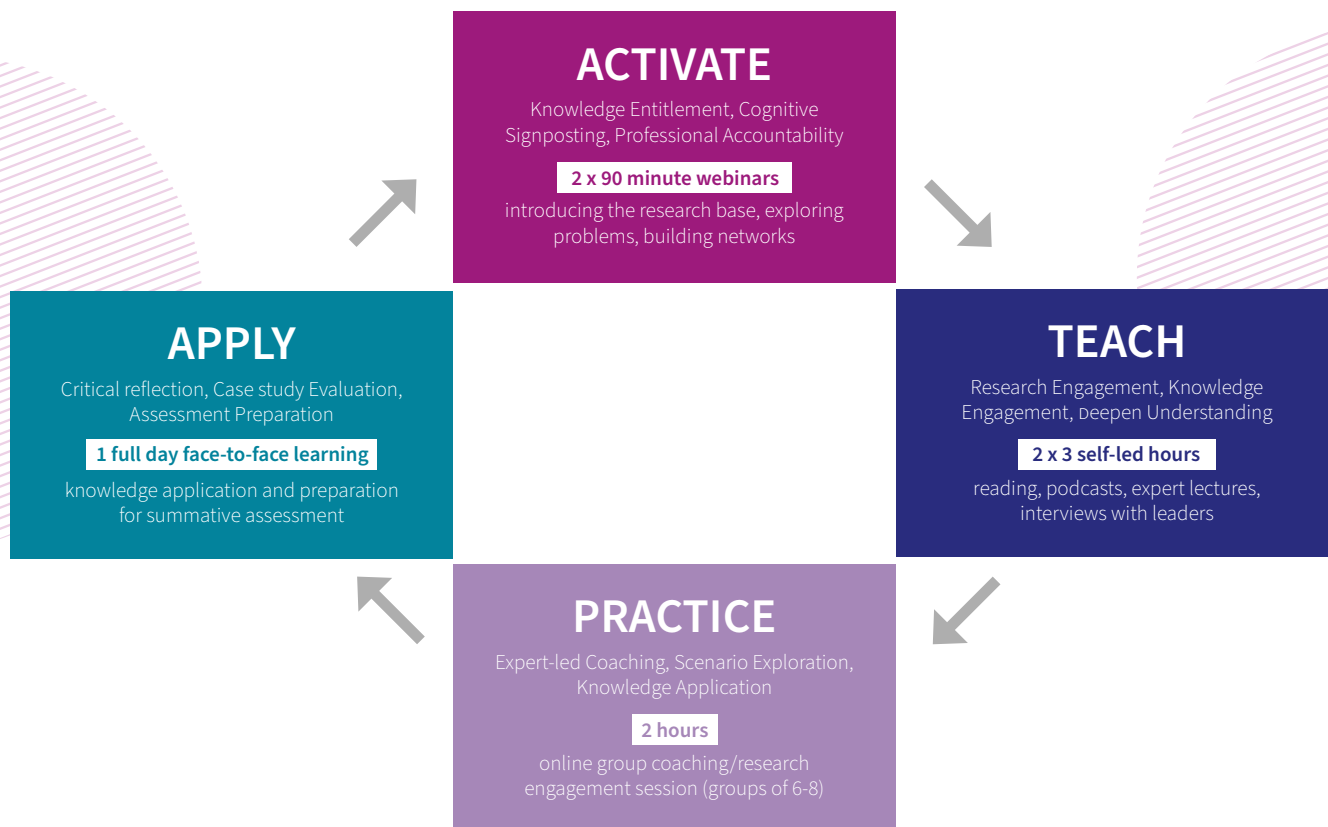 ACTIVATE
Knowledge Entitlement, Cognitive
Signposting, Professional Accountability
2 x 90 minute webinars
introducing the research base, exploring
problems, building networks
TEACH
Research Engagement, Knowledge
Engagement, Deepen Understanding
2 x 3 self-led hours
reading, podcasts, expert lectures,
interviews with leaders
PRACTICE
Expert-led Coaching, Scenario Exploration,
Knowledge Application
2 hours
online group coaching/research
engagement session (groups of 6-8)
APPLY
Critical reflection, Case study Evaluation,
Assessment Preparation
1 full day face-to-face learning
knowledge application and preparation
for summative assessment